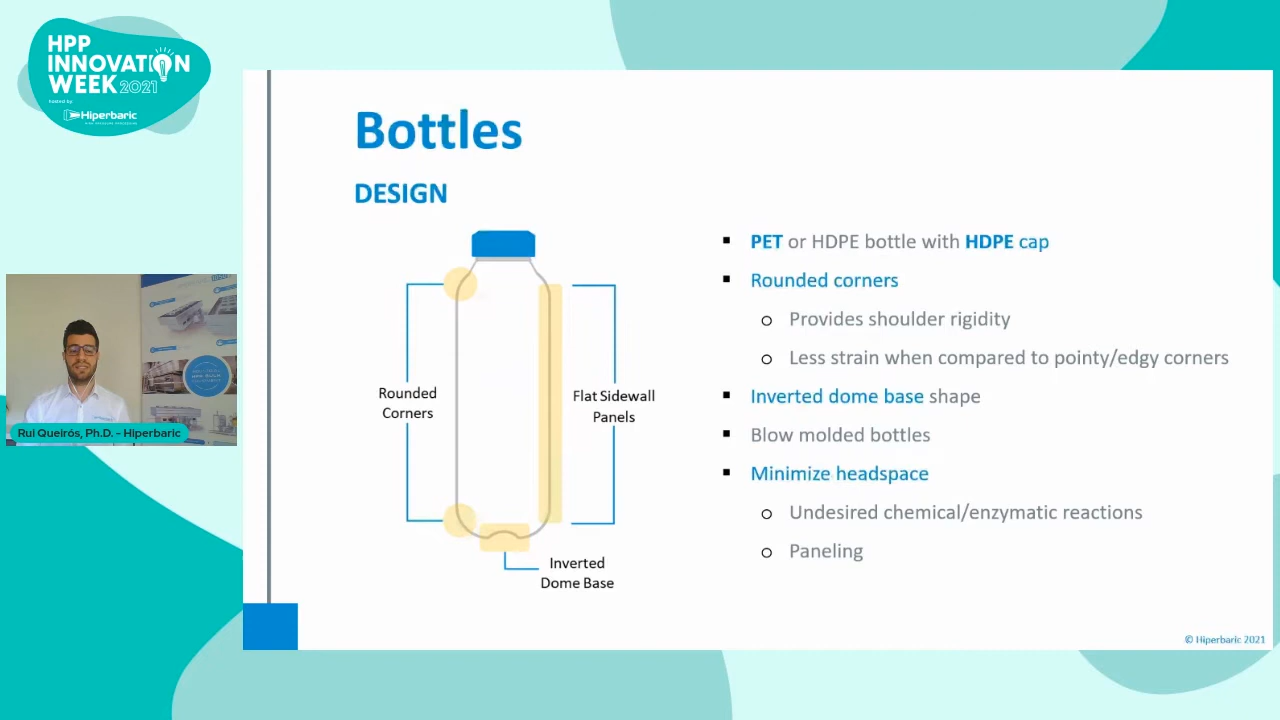 HPP
INNOVATION
WEEK 2021
hosted by:
Hiperbaric
Bottles
DESIGN
Rounded
Corners
Flat Sidewall
Panels
Inverted
Dome Base
▪ PET or HDPE bottle with HDPE cap
▪ Rounded corners
o Provides shoulder rigidity
o Less strain when compared to pointy/edgy corners
▪ Inverted dome base shape
▪ Blow molded bottles
▪ Minimize headspace
o Undesired chemical/enzymatic reactions
o Paneling
Rui Queirós, Ph.D. - Hiperbaric
© Hiperbaric 2021